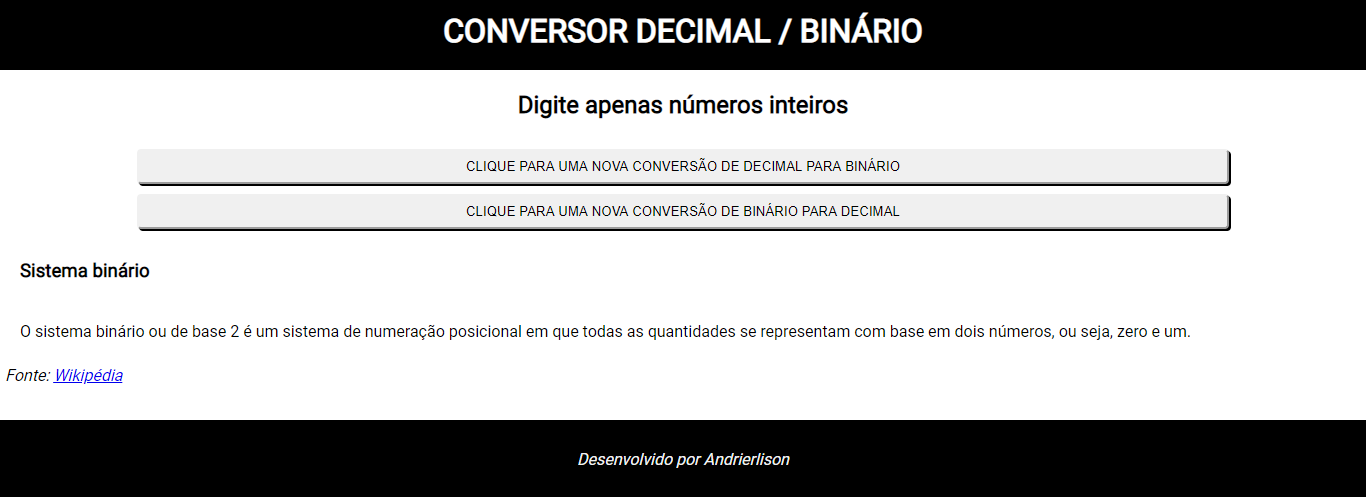 CONVERSOR DECIMAL / BINÁRIO
Digite apenas números inteiros
CLIQUE PARA UMA NOVA CONVERSÃO DE DECIMAL PARA BINÁRIO
CLIQUE PARA UMA NOVA CONVERSÃO DE BINÁRIO PARA DECIMAL
Sistema binário
O sistema binário ou de base 2 é um sistema de numeração posicional em que todas as quantidades se representam com base em dois números, ou seja, zero e um.
Fonte: Wikipédia
Desenvolvido por Andrierlison